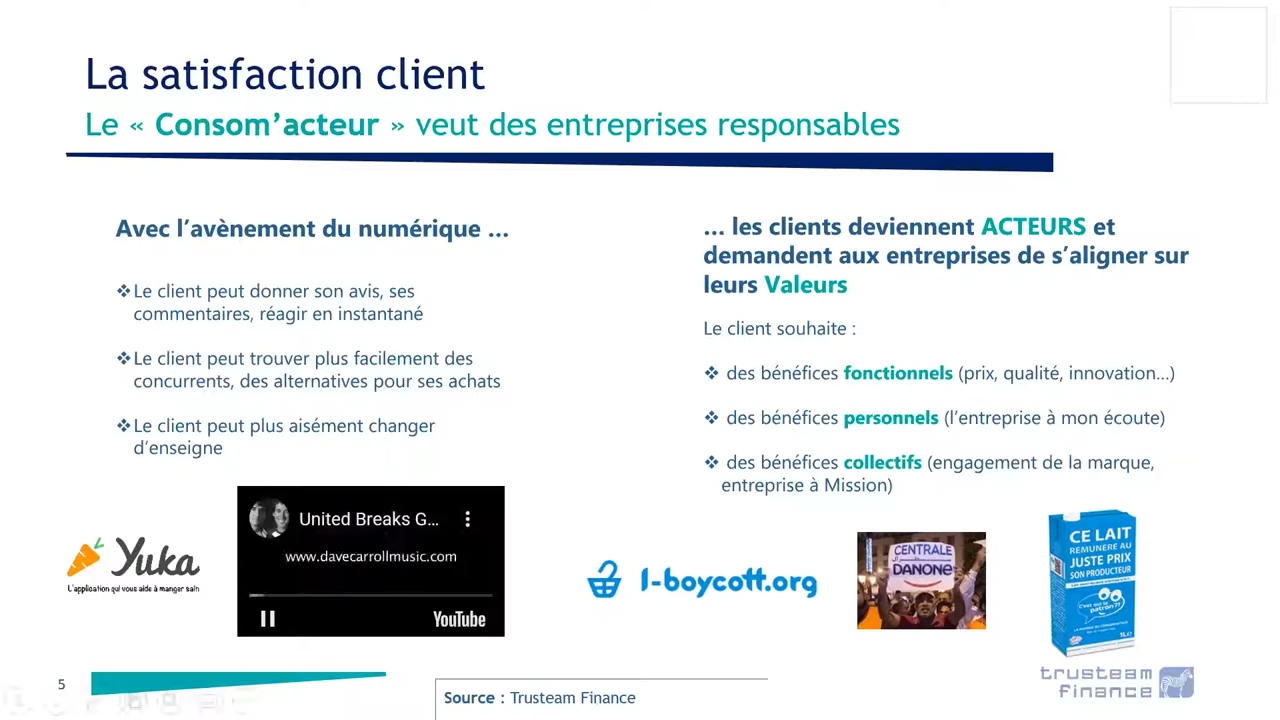 La satisfaction client
Le « Consom’acteur » veut des entreprises responsables
Avec l’avènement du numérique …
❖Le client peut donner son avis, ses
commentaires, réagir en instantané
❖Le client peut trouver plus facilement des
concurrents, des alternatives pour ses achats
❖Le client peut plus aisément changer
d’enseigne
… les clients deviennent ACTEURS et
demandent aux entreprises de s’aligner sur
leurs Valeurs
Le client souhaite :
❖ des bénéfices fonctionnels (prix, qualité, innovation…)
❖ des bénéfices personnels (l’entreprise à mon écoute)
❖ des bénéfices collectifs (engagement de la marque,
entreprise à Mission)
Yuka
L'application qui vous aide à manger sain
United Breaks G...
www.davecarrollmusic.com
YouTube
I-boycott.org
CENTRALE
DANONE
CE LAIT
RÉMUNÈRE AU
JUSTE PRIX
SON PRODUCTEUR
C'est qui le
patron?!
5
Source : Trusteam Finance
trusteam
finance